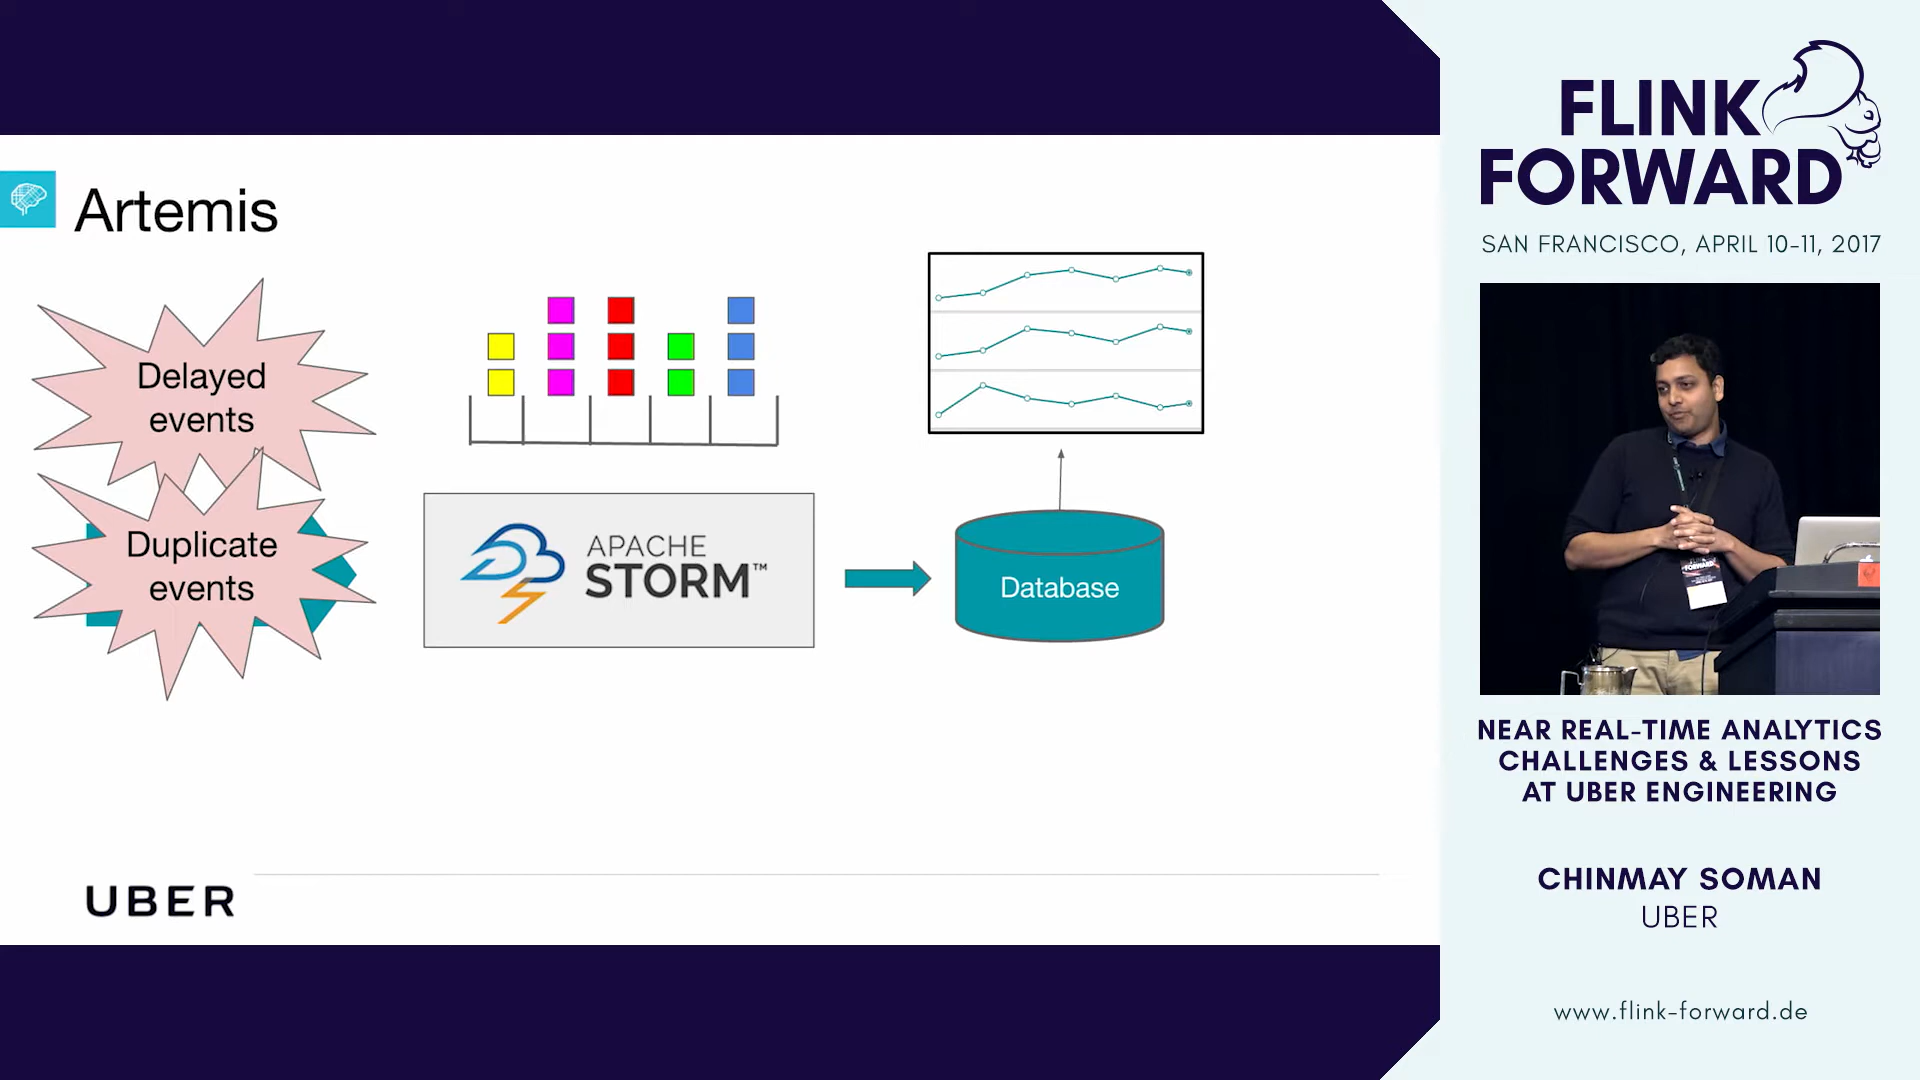 Artemis
Delayed
events
Duplicate
events
APACHE
STORM™
Database
UBER
FLINK
FORWARD
SAN FRANCISCO, APRIL 10-11, 2017
FORWARD
NEAR REAL-TIME ANALYTICS
CHALLENGES & LESSONS
AT UBER ENGINEERING
CHINMAY SOMAN
UBER
www.flink-forward.de